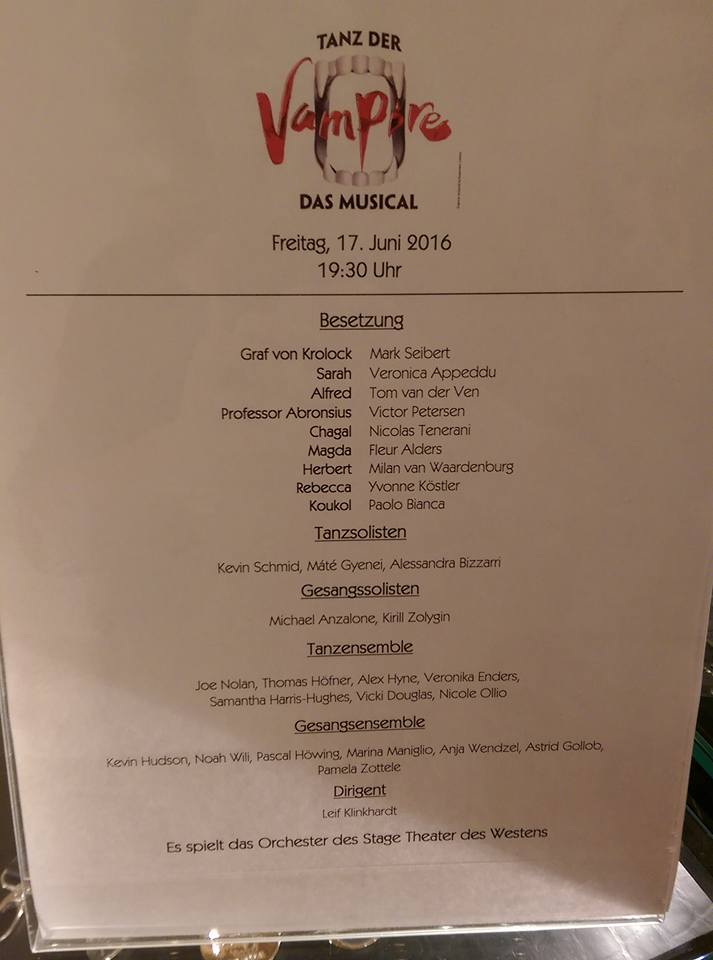 TANZ DER
Vampire
DAS MUSICAL
Freitag, 17. Juni 2016
19:30 Uhr
Besetzung
Graf von Krolock Mark Seibert
Sarah Veronica Appeddu
Alfred Tom van der Ven
Professor Abronsius Victor Petersen
Chagal Nicolas Tenerani
Magda Fleur Alders
Herbert Milan van Waardenburg
Rebecca Yvonne Köstler
Koukol Paolo Bianca
Tanzsolisten
Kevin Schmid, Máté Gyenei, Alessandra Bizzarri
Gesangssolisten
Michael Anzalone, Kirill Zolygin
Tanzensemble
Joe Nolan, Thomas Höfner, Alex Hyne, Veronika Enders,
Samantha Harris-Hughes, Vicki Douglas, Nicole Ollio
Gesangsensemble
Kevin Hudson, Noah Wili, Pascal Höwing, Marina Maniglio, Anja Wendzel, Astrid Gollob,
Pamela Zottele
Dirigent
Leif Klinkhardt
Es spielt das Orchester des Stage Theater des Westens